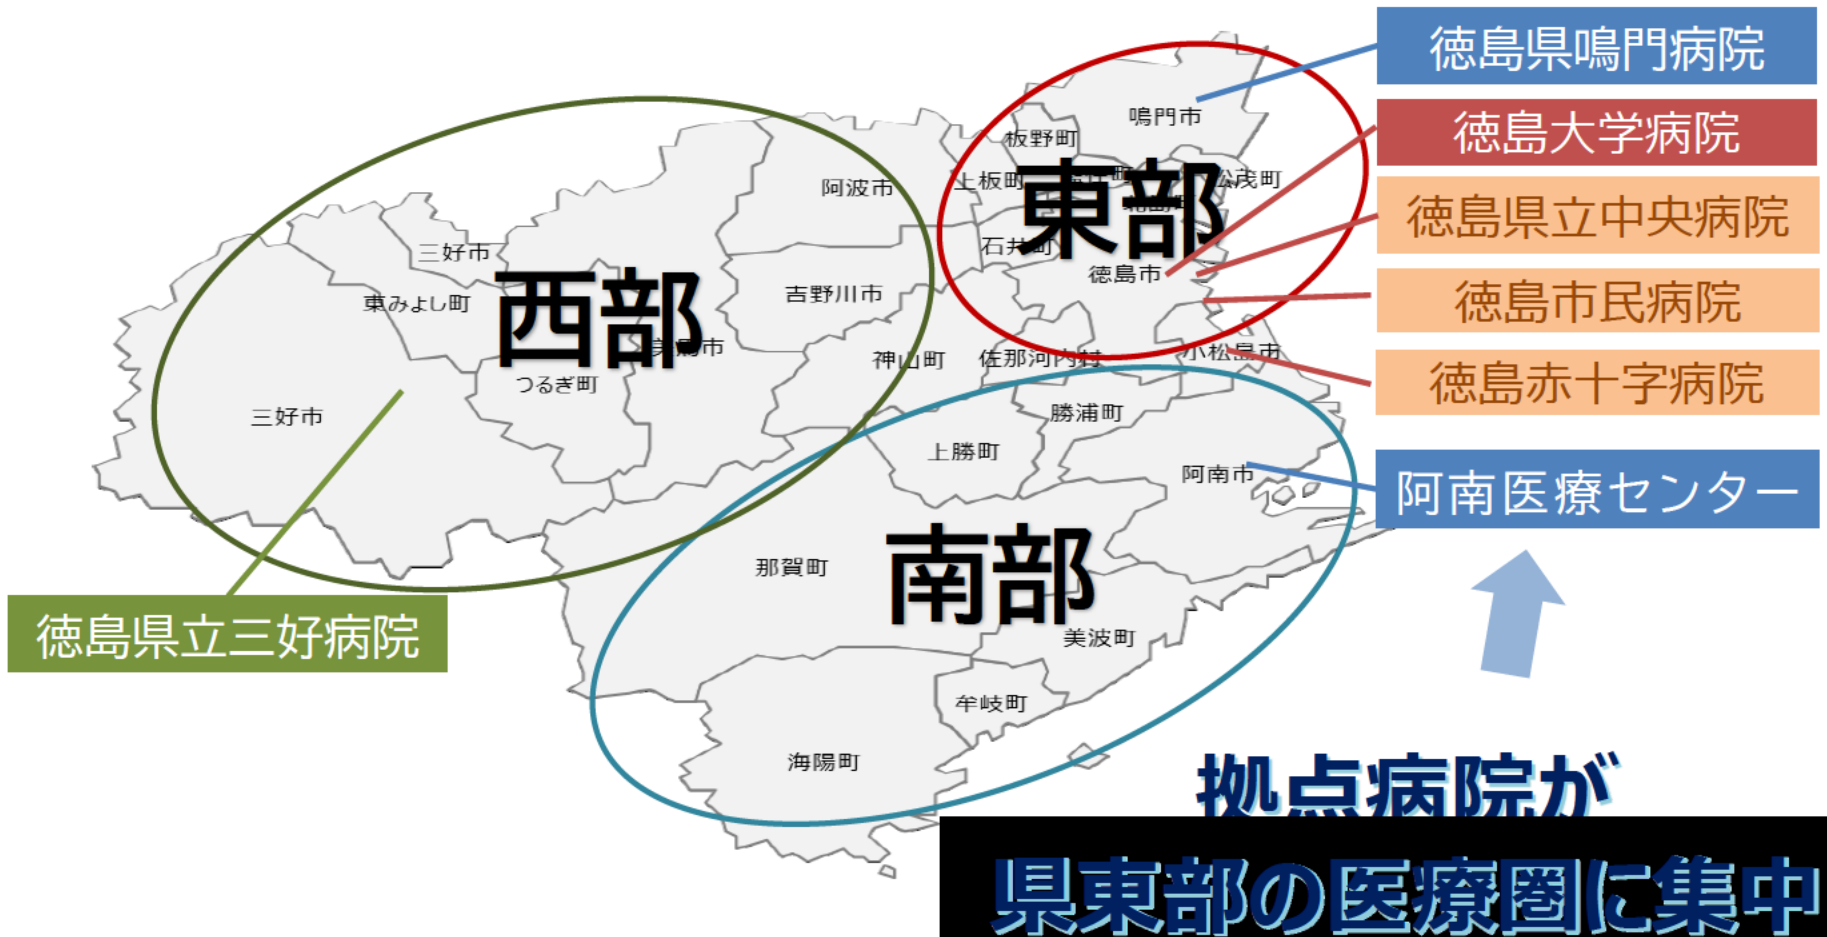 徳島県鳴門病院
徳島大学病院
徳島県立中央病院
徳島市民病院
徳島赤十字病院
阿南医療センター
徳島県立三好病院
東部
西部
南部
鳴門市
板野町
上板町
松茂町
石井町
徳島市
阿波市
三好市
東みよし町
吉野川市
美馬市
つるぎ町
三好市
神山町
佐那河内村
小松島市
勝浦町
上勝町
阿南市
那賀町
美波町
牟岐町
海陽町
拠点病院が
県東部の医療圏に集中